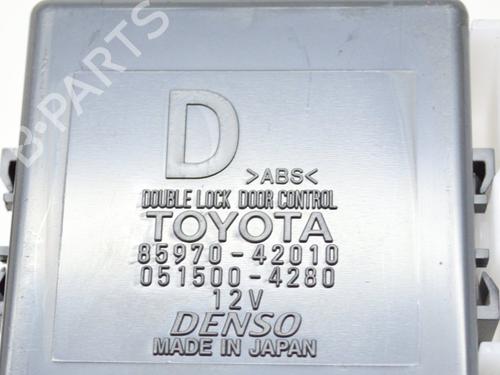 D
>ABS<
DOUBLE LOCK DOOR CONTROL
TOYOTA
85970-42010
051500-4280
12V
DENSO
MADE IN JAPAN
B-PARTS